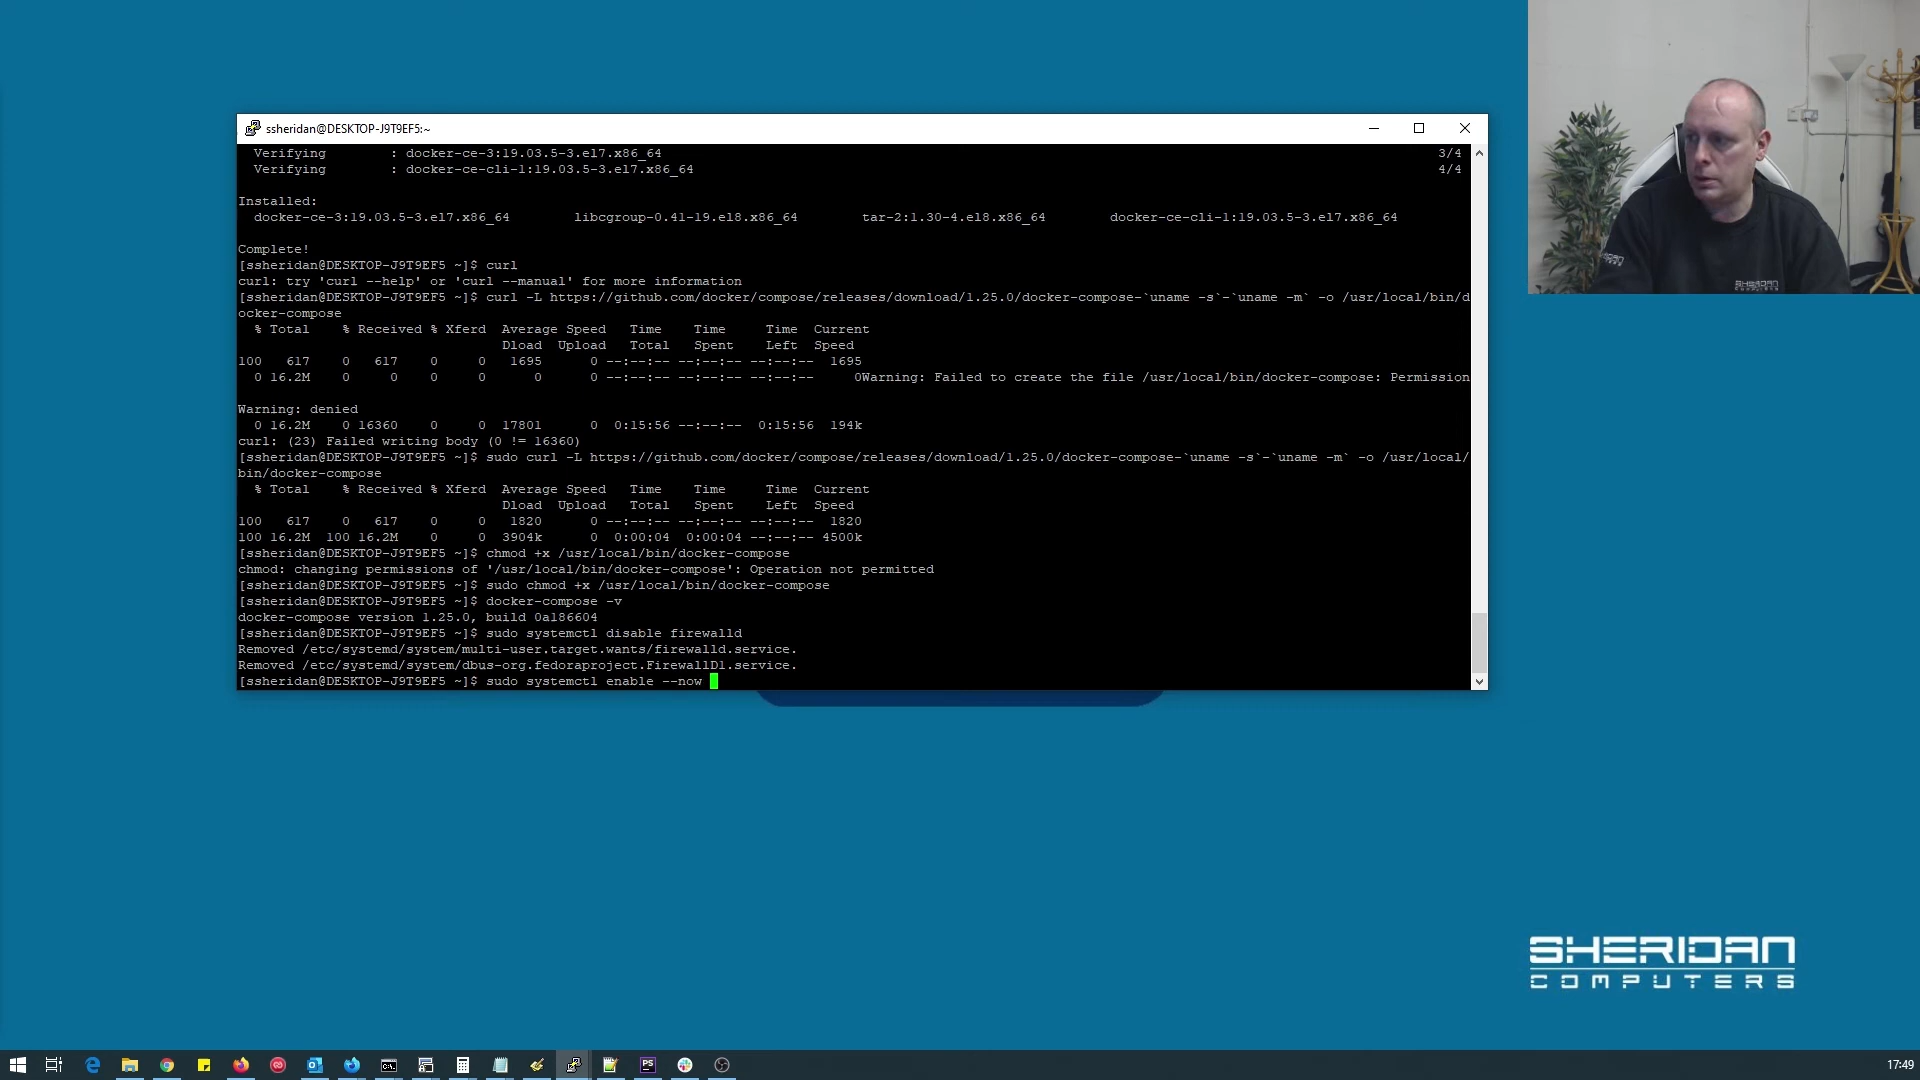 ssheridan@DESKTOP-J9T9EF5:~
Verifying        : docker-ce-3:19.03.5-3.el7.x86_64        3/4
Verifying        : docker-ce-cli-1:19.03.5-3.el7.x86_64        4/4
Installed:
docker-ce-3:19.03.5-3.el7.x86_64        libcgroup-0.41-19.el8.x86_64        tar-2:1.30-4.el8.x86_64        docker-ce-cli-1:19.03.5-3.el7.x86_64
Complete!
[ssheridan@DESKTOP-J9T9EF5 ~]$ curl
curl: try 'curl --help' or 'curl --manual' for more information
[ssheridan@DESKTOP-J9T9EF5 ~]$ curl -L https://github.com/docker/compose/releases/download/1.25.0/docker-compose-`uname -s`-`uname -m` -o /usr/local/bin/d
ocker-compose
% Total    % Received % Xferd  Average Speed   Time    Time     Time  Current
Dload  Upload   Total   Spent    Left  Speed
100   617    0   617    0     0   1695      0 --:--:-- --:--:-- --:--:--  1695
0 16.2M    0     0    0     0      0      0 --:--:-- --:--:-- --:--:--     0Warning: Failed to create the file /usr/local/bin/docker-compose: Permission
Warning: denied
0 16.2M    0 16360    0     0  17801      0  0:15:56 --:--:--  0:15:56  194k
curl: (23) Failed writing body (0 != 16360)
[ssheridan@DESKTOP-J9T9EF5 ~]$ sudo curl -L https://github.com/docker/compose/releases/download/1.25.0/docker-compose-`uname -s`-`uname -m` -o /usr/local/
bin/docker-compose
% Total    % Received % Xferd  Average Speed   Time    Time     Time  Current
Dload  Upload   Total   Spent    Left  Speed
100   617    0   617    0     0   1820      0 --:--:-- --:--:-- --:--:--  1820
100 16.2M  100 16.2M    0     0  3904k      0  0:00:04  0:00:04 --:--:-- 4500k
[ssheridan@DESKTOP-J9T9EF5 ~]$ chmod +x /usr/local/bin/docker-compose
chmod: changing permissions of '/usr/local/bin/docker-compose': Operation not permitted
[ssheridan@DESKTOP-J9T9EF5 ~]$ sudo chmod +x /usr/local/bin/docker-compose
[ssheridan@DESKTOP-J9T9EF5 ~]$ docker-compose -v
docker-compose version 1.25.0, build 0a186604
[ssheridan@DESKTOP-J9T9EF5 ~]$ sudo systemctl disable firewalld
Removed /etc/systemd/system/multi-user.target.wants/firewalld.service.
Removed /etc/systemd/system/dbus-org.fedoraproject.FirewallD1.service.
[ssheridan@DESKTOP-J9T9EF5 ~]$ sudo systemctl enable --now
SHERIDAN
SHERIDAN
COMPUTERS
PS
17:49